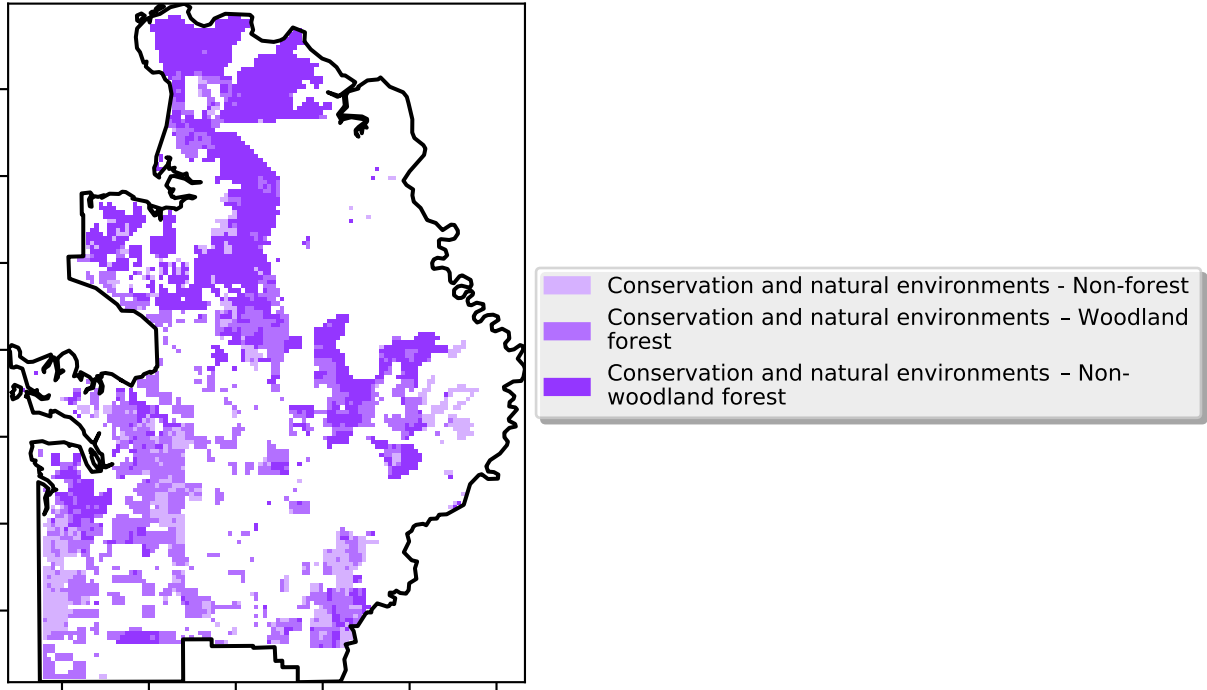 Conservation and natural environments - Non-forest
Conservation and natural environments – Woodland
forest
Conservation and natural environments – Non-
woodland forest